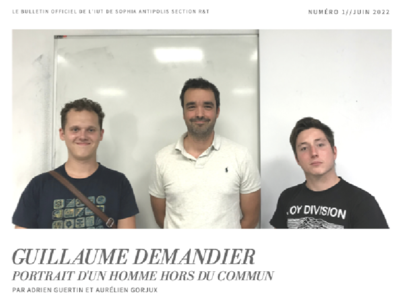 LE BULLETIN OFFICIEL DE L'IUT DE SOPHIA ANTIPOLIS SECTION R&T
NUMÉRO 1//JUIN 2022
JOY DIVISION
GUILLAUME DEMANDIER
PORTRAIT D'UN HOMME HORS DU COMMUN
PAR ADRIEN GUERTIN ET AURÉLIEN GORJUX